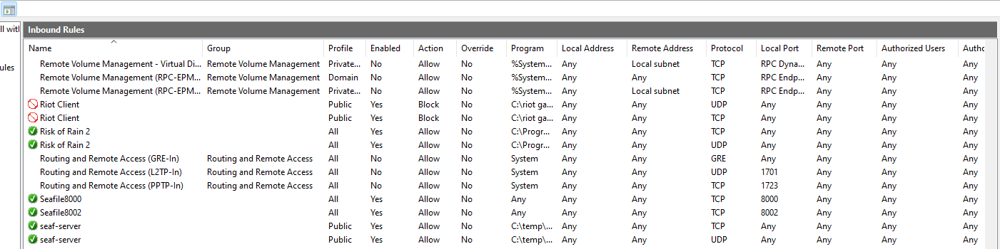 ll with
Inbound Rules
ules
Name Group Profile Enabled Action Override Program Local Address Remote Address Protocol Local Port Remote Port Authorized Users Autho
Remote Volume Management - Virtual Di... Remote Volume Management Private... No Allow No %System... Any Local subnet TCP RPC Dyna... Any Any Any
Remote Volume Management (RPC-EPM... Remote Volume Management Domain No Allow No %System... Any Any TCP RPC Endp... Any Any Any
Remote Volume Management (RPC-EPM... Remote Volume Management Private... No Allow No %System... Any Local subnet TCP RPC Endp... Any Any Any
Riot Client Public Yes Block No C:\riot ga... Any Any UDP Any Any Any Any
Riot Client Public Yes Block No C:\riot ga... Any Any TCP Any Any Any Any
Risk of Rain 2 All Yes Allow No C:\Progr... Any Any TCP Any Any Any Any
Risk of Rain 2 All Yes Allow No C:\Progr... Any Any UDP Any Any Any Any
Routing and Remote Access (GRE-In) Routing and Remote Access All No Allow No System Any Any GRE Any Any Any Any
Routing and Remote Access (L2TP-In) Routing and Remote Access All No Allow No System Any Any UDP 1701 Any Any Any
Routing and Remote Access (PPTP-In) Routing and Remote Access All No Allow No System Any Any TCP 1723 Any Any Any
Seafile8000 All Yes Allow No Any Any Any TCP 8000 Any Any Any
Seafile8002 All Yes Allow No Any Any Any TCP 8002 Any Any Any
seaf-server Public Yes Allow No C:\temp\... Any Any TCP Any Any Any Any
seaf-server Public Yes Allow No C:\temp\... Any Any UDP Any Any Any Any